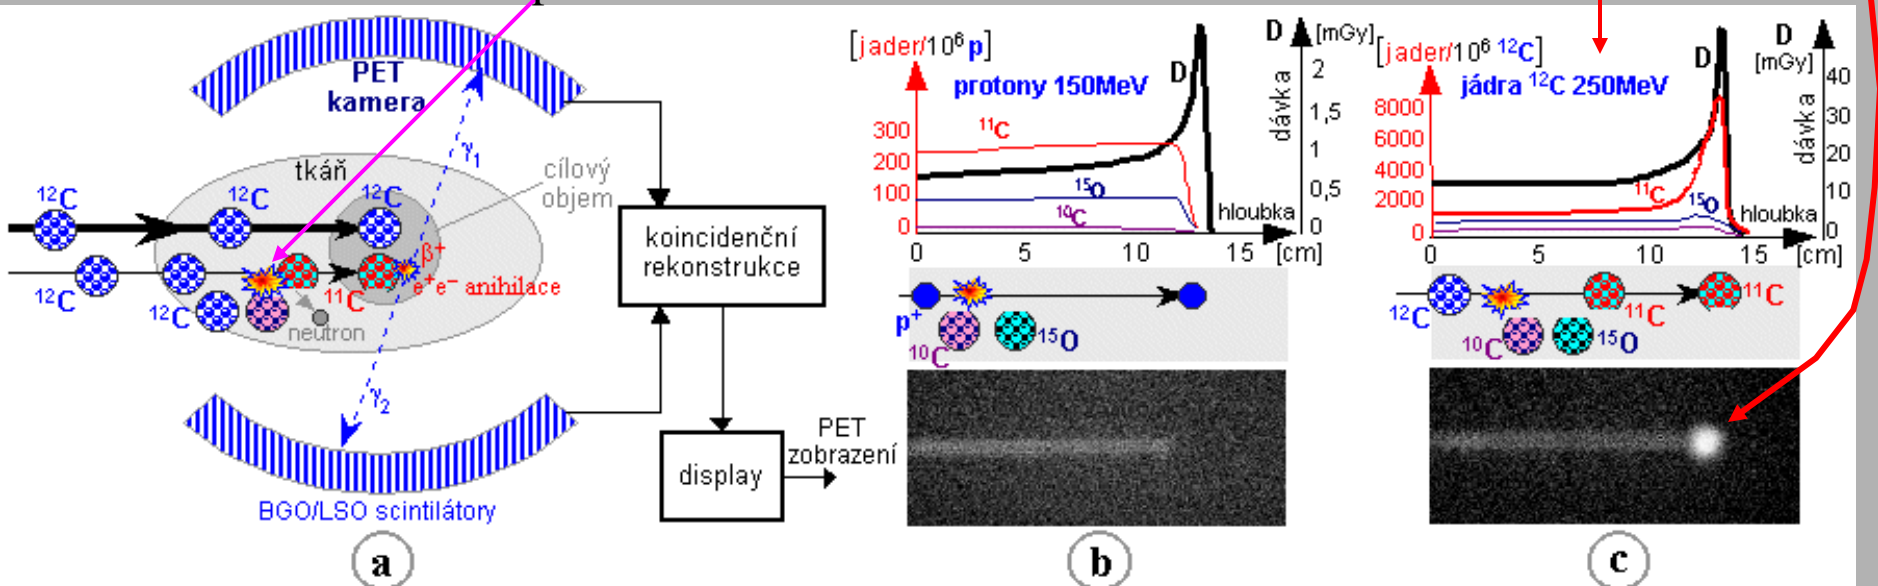 PET
kamera
γ1
tkáň
cílový
objem
12C
12C
12C
β+
e+e− anihilace
12C
12C
11C
neutron
γ2
BGO/LSO scintilátory
koincidenční
rekonstrukce
display
PET
zobrazení
a
[jader/10⁶ p]
D
[mGy]
protony 150MeV
D
dávka
2
1,5
1
0,5
0
300
200
100
0
11C
15O
10C
hloubka
0
5
10
15
[cm]
p+
10C
15O
b
[jader/10⁶ ¹²C]
D
[mGy]
D
jádra ¹²C 250MeV
dávka
40
30
20
10
0
8000
6000
4000
2000
0
11C
15O
hloubka
0
5
10
15
[cm]
12C
11C
11C
10C
15O
c